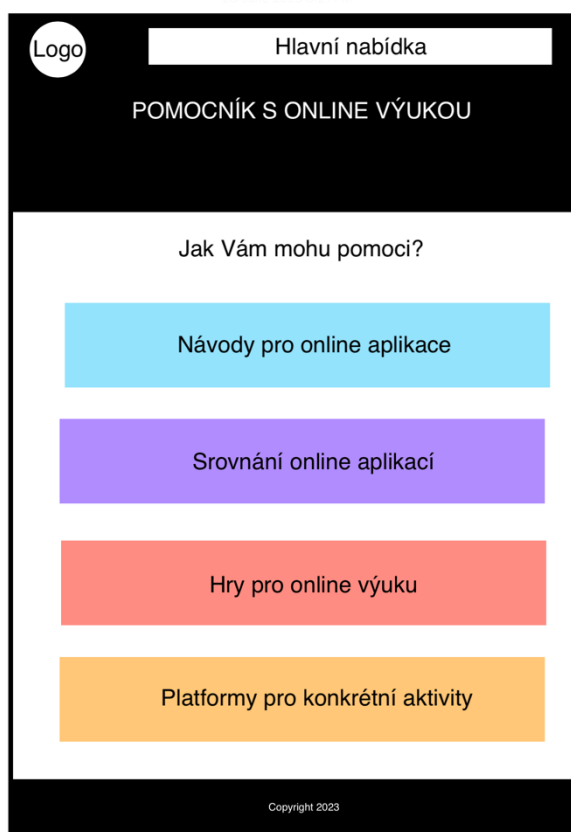 Logo
Hlavní nabídka
POMOCNÍK S ONLINE VÝUKOU
Jak Vám mohu pomoci?
Návody pro online aplikace
Srovnání online aplikací
Hry pro online výuku
Platformy pro konkrétní aktivity
Copyright 2023